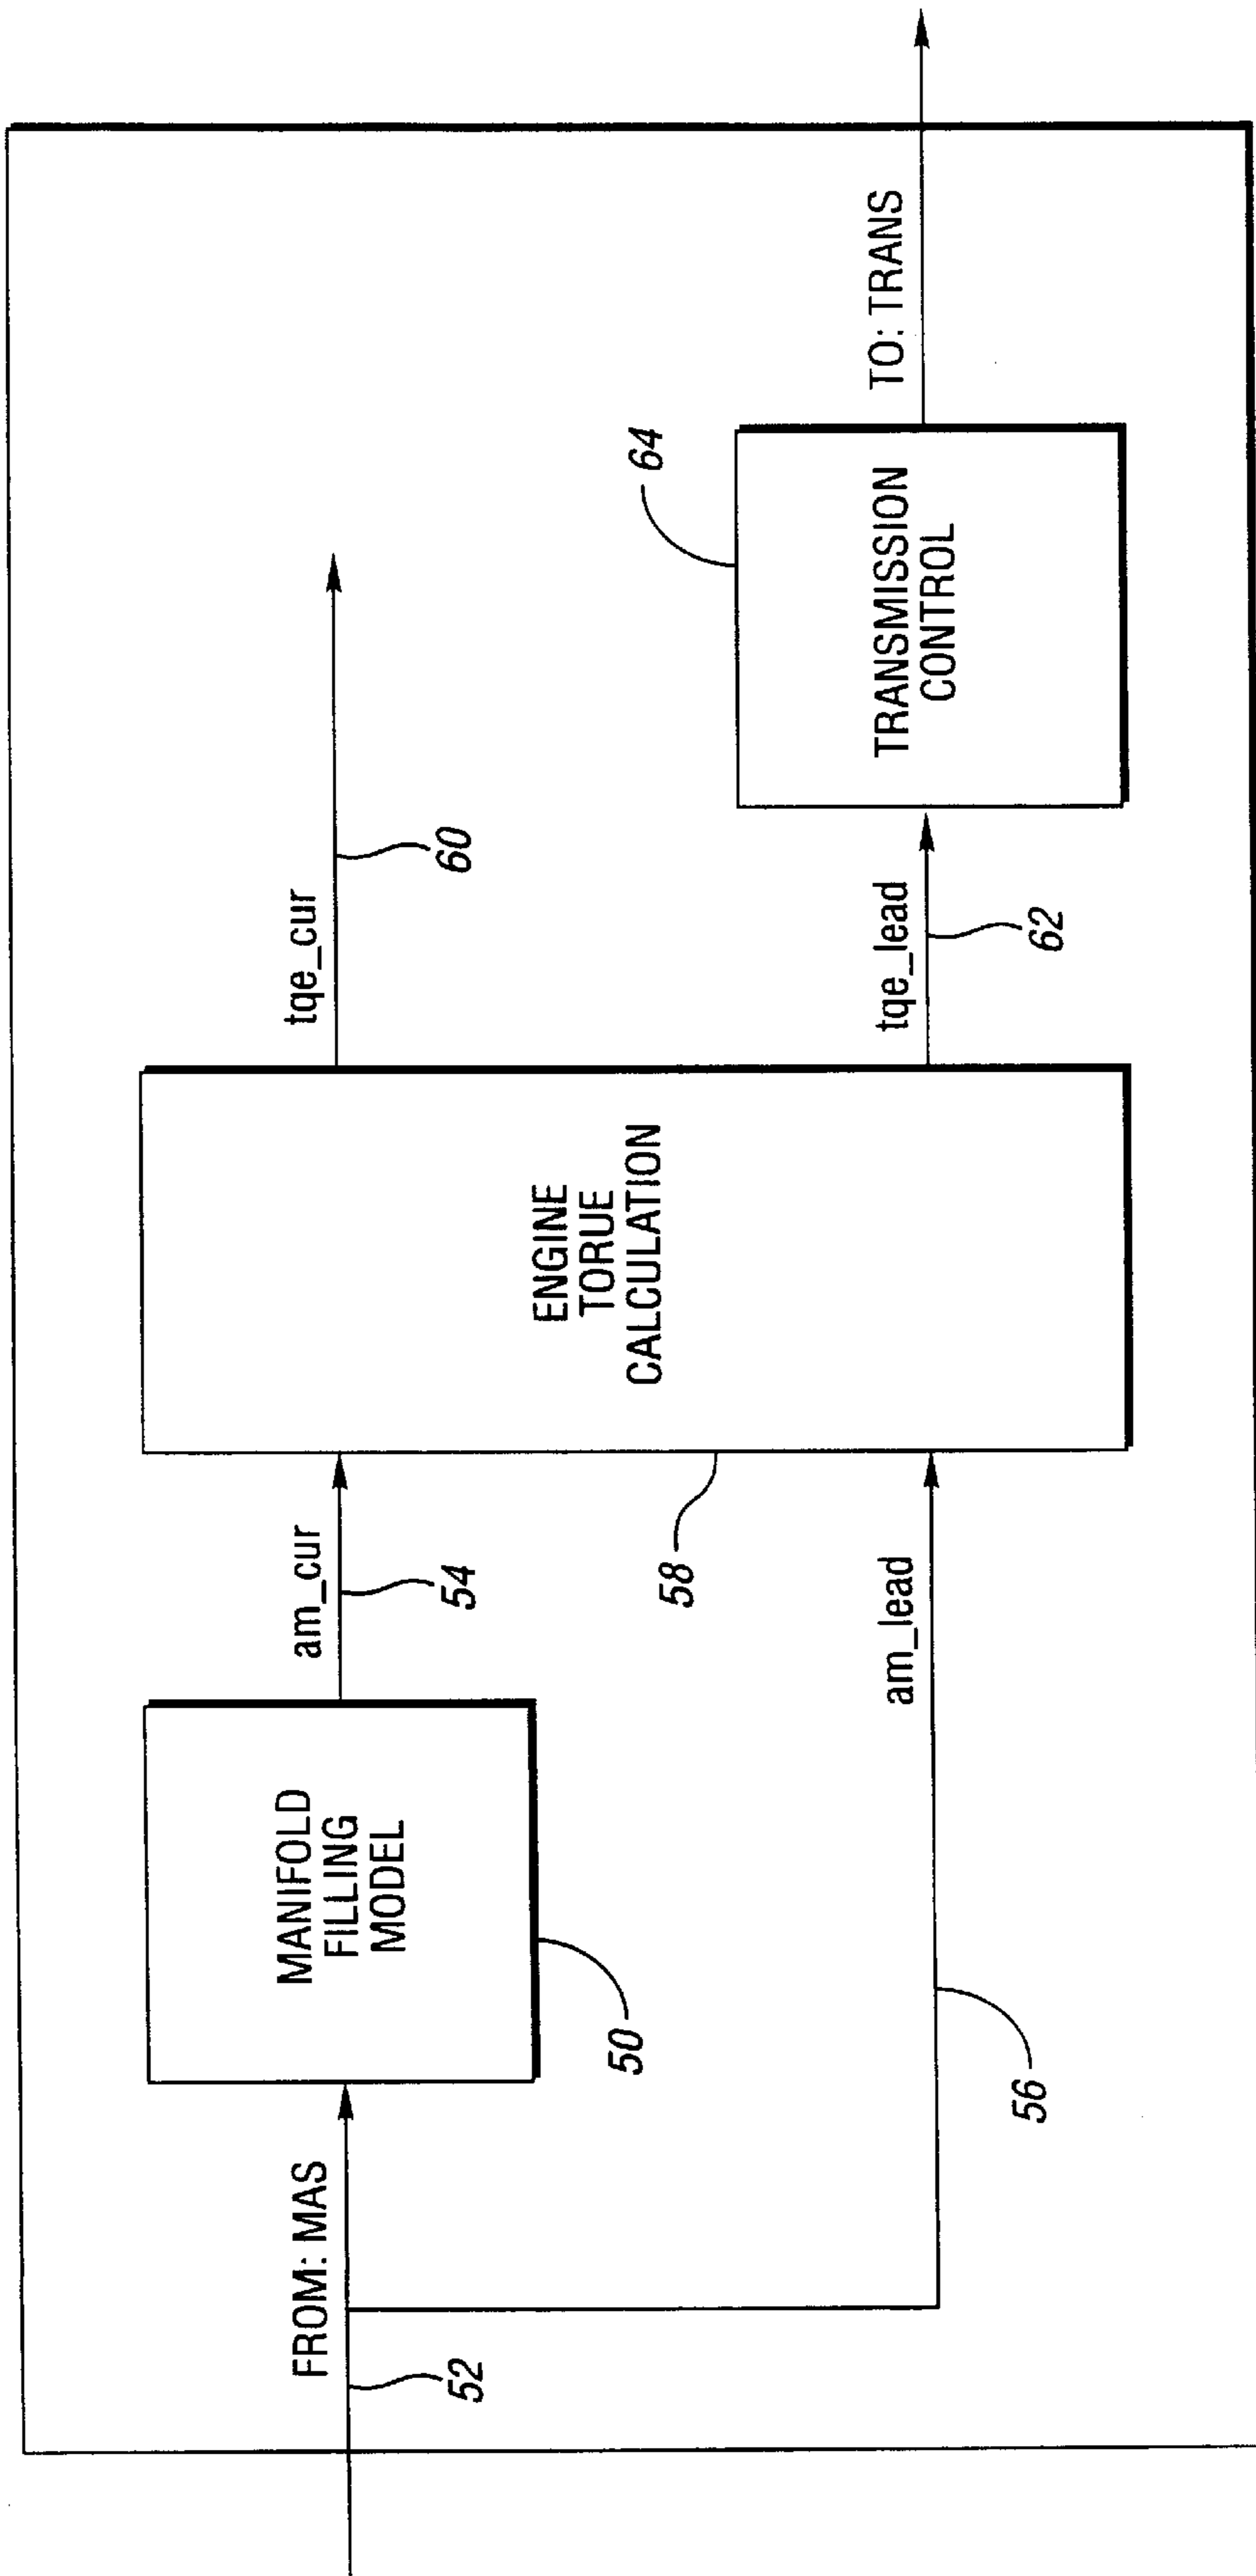 FROM: MAS
52
MANIFOLD
FILLING
MODEL
50
am_cur
54
am_lead
56
ENGINE
TORUE
CALCULATION
58
tqe_cur
60
tqe_lead
62
TRANSMISSION
CONTROL
64
TO: TRANS